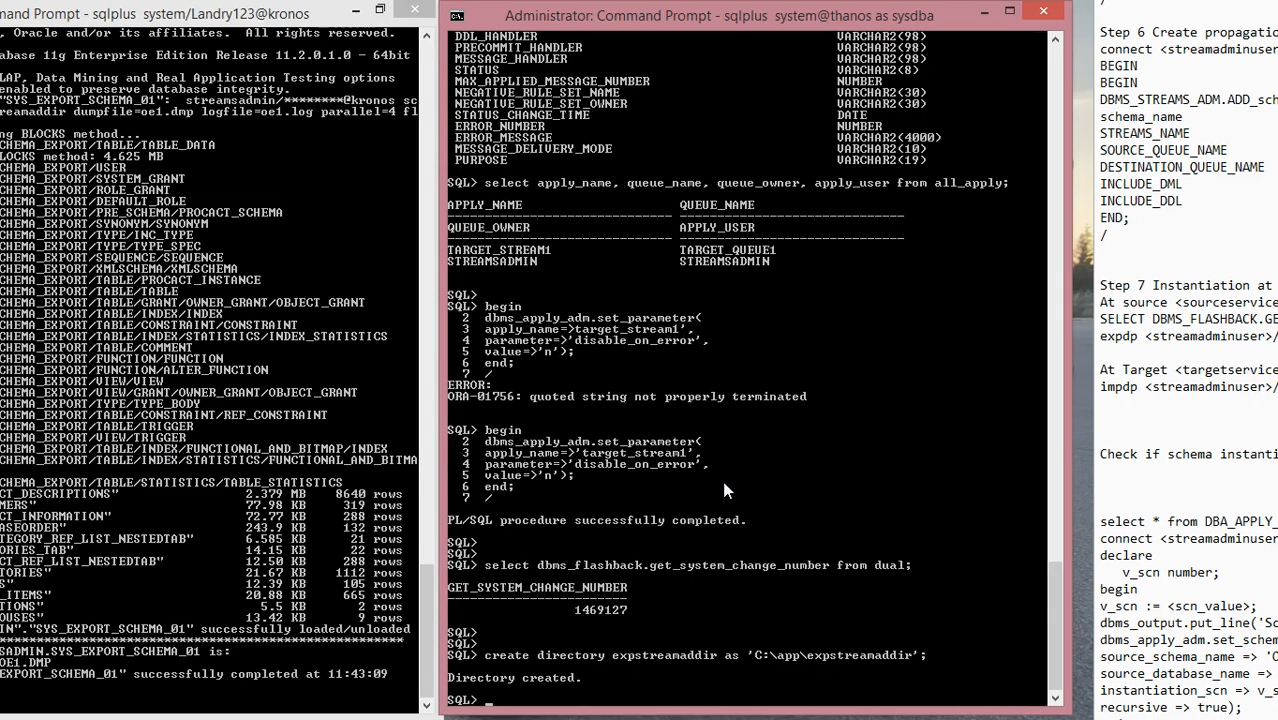 ommand Prompt - sqlplus  system/Landry123@kronos
, Oracle and/or its affiliates.  All rights reserved.
abase 11g Enterprise Edition Release 11.2.0.1.0 - 64bit
LAP, Data Mining and Real Application Testing options
enabled to preserve database integrity.
"SYS_EXPORT_SCHEMA_01":  streamsadmin/********@kronos sc
reamaddir dumpfile=oe1.dmp logfile=oe1.log parallel=4 fl
ng BLOCKS method...
CHEMA_EXPORT/TABLE/TABLE_DATA
LOCKS method: 4.625 MB
CHEMA_EXPORT/USER
CHEMA_EXPORT/SYSTEM_GRANT
CHEMA_EXPORT/ROLE_GRANT
CHEMA_EXPORT/DEFAULT_ROLE
CHEMA_EXPORT/PRE_SCHEMA/PROCACT_SCHEMA
CHEMA_EXPORT/SYNONYM/SYNONYM
CHEMA_EXPORT/TYPE/INC_TYPE
CHEMA_EXPORT/TYPE/TYPE_SPEC
CHEMA_EXPORT/SEQUENCE/SEQUENCE
CHEMA_EXPORT/XMLSCHEMA/XMLSCHEMA
CHEMA_EXPORT/TABLE/PROCACT_INSTANCE
CHEMA_EXPORT/TABLE/TABLE
CHEMA_EXPORT/TABLE/GRANT/OWNER_GRANT/OBJECT_GRANT
CHEMA_EXPORT/TABLE/INDEX/INDEX
CHEMA_EXPORT/TABLE/CONSTRAINT/CONSTRAINT
CHEMA_EXPORT/TABLE/INDEX/STATISTICS/INDEX_STATISTICS
CHEMA_EXPORT/TABLE/COMMENT
CHEMA_EXPORT/FUNCTION/FUNCTION
CHEMA_EXPORT/FUNCTION/ALTER_FUNCTION
CHEMA_EXPORT/VIEW/VIEW
CHEMA_EXPORT/VIEW/GRANT/OWNER_GRANT/OBJECT_GRANT
CHEMA_EXPORT/TYPE/TYPE_BODY
CHEMA_EXPORT/TABLE/CONSTRAINT/REF_CONSTRAINT
CHEMA_EXPORT/TABLE/TRIGGER
CHEMA_EXPORT/VIEW/TRIGGER
CHEMA_EXPORT/TABLE/INDEX/FUNCTIONAL_AND_BITMAP/INDEX
CHEMA_EXPORT/TABLE/INDEX/STATISTICS/FUNCTIONAL_AND_BITMA
CHEMA_EXPORT/TABLE/STATISTICS/TABLE_STATISTICS
CT_DESCRIPTIONS"  2.379 MB  8640 rows
MERS"  77.98 KB  319 rows
CT_INFORMATION"  72.77 KB  288 rows
ASEORDER"  243.9 KB  132 rows
TEGORY_REF_LIST_NESTEDTAB"  6.585 KB  21 rows
ORIES_TAB"  14.15 KB  22 rows
CT_REF_LIST_NESTEDTAB"  12.50 KB  288 rows
TORIES"  21.67 KB  1112 rows
S"  12.39 KB  105 rows
_ITEMS"  20.88 KB  665 rows
TIONS"  5.5 KB  2 rows
OUSES"  13.42 KB  9 rows
IN"."SYS_EXPORT_SCHEMA_01" successfully loaded/unloaded
******************************************************
SADMIN.SYS_EXPORT_SCHEMA_01 is:
OE1.DMP
EXPORT_SCHEMA_01" successfully completed at 11:43:09
Administrator: Command Prompt - sqlplus  system@thanos as sysdba
DDL_HANDLER  VARCHAR2(98)
PRECOMMIT_HANDLER  VARCHAR2(98)
MESSAGE_HANDLER  VARCHAR2(98)
STATUS  VARCHAR2(8)
MAX_APPLIED_MESSAGE_NUMBER  NUMBER
NEGATIVE_RULE_SET_NAME  VARCHAR2(30)
NEGATIVE_RULE_SET_OWNER  VARCHAR2(30)
STATUS_CHANGE_TIME  DATE
ERROR_NUMBER  NUMBER
ERROR_MESSAGE  VARCHAR2(4000)
MESSAGE_DELIVERY_MODE  VARCHAR2(10)
PURPOSE  VARCHAR2(19)
SQL> select apply_name, queue_name, queue_owner, apply_user from all_apply;
APPLY_NAME  QUEUE_NAME
------------------------------ ------------------------------
QUEUE_OWNER  APPLY_USER
------------------------------ ------------------------------
TARGET_STREAM1  TARGET_QUEUE1
STREAMSADMIN  STREAMSADMIN
SQL>
SQL> begin
2  dbms_apply_adm.set_parameter(
3  apply_name=>target_stream1',
4  parameter=>'disable_on_error',
5  value=>'n');
6  end;
7  /
ERROR:
ORA-01756: quoted string not properly terminated
SQL> begin
2  dbms_apply_adm.set_parameter(
3  apply_name=>'target_stream1',
4  parameter=>'disable_on_error',
5  value=>'n');
6  end;
7  /
PL/SQL procedure successfully completed.
SQL>
SQL>
SQL> select dbms_flashback.get_system_change_number from dual;
GET_SYSTEM_CHANGE_NUMBER
------------------------
1469127
SQL>
SQL>
SQL> create directory expstreamaddir as 'C:\app\expstreamaddir';
Directory created.
SQL> _
/
Step 6 Create propagatio
connect <streamadminuser
BEGIN
BEGIN
DBMS_STREAMS_ADM.ADD_sch
schema_name
STREAMS_NAME
SOURCE_QUEUE_NAME
DESTINATION_QUEUE_NAME
INCLUDE_DML
INCLUDE_DDL
END;
/
Step 7 Instantiation at
At source <sourceservice
SELECT DBMS_FLASHBACK.GE
expdp <streamadminuser>/
At Target <targetservice
impdp <streamadminuser>/
Check if schema instanti
select * from DBA_APPLY_
connect <streamadminuser
declare
v_scn number;
begin
v_scn := <scn_value>;
dbms_output.put_line('Sc
dbms_apply_adm.set_schem
source_schema_name => 'O
source_database_name =>
instantiation_scn => v_s
recursive => true);